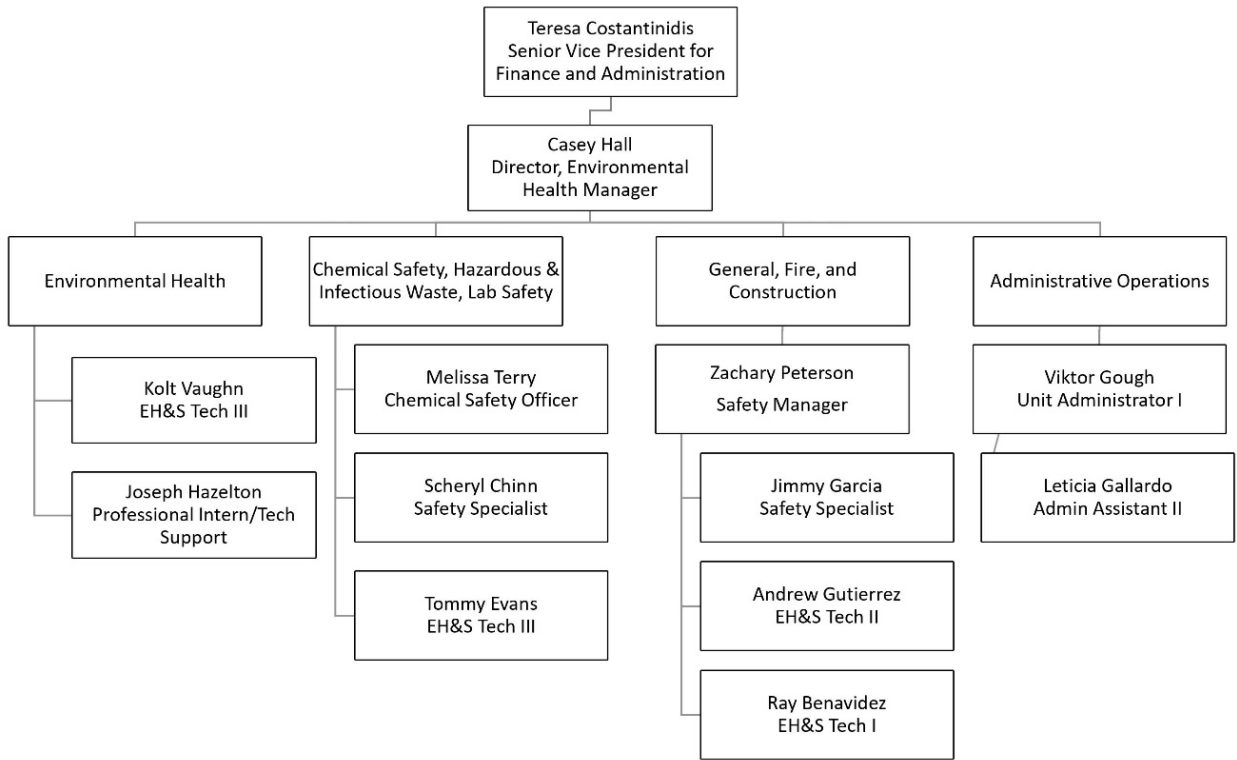 Teresa Costantinidis
Senior Vice President for
Finance and Administration
Casey Hall
Director, Environmental
Health Manager
Environmental Health
Kolt Vaughn
EH&S Tech III
Joseph Hazelton
Professional Intern/Tech
Support
Chemical Safety, Hazardous &
Infectious Waste, Lab Safety
Melissa Terry
Chemical Safety Officer
Scheryl Chinn
Safety Specialist
Tommy Evans
EH&S Tech III
General, Fire, and
Construction
Zachary Peterson
Safety Manager
Jimmy Garcia
Safety Specialist
Andrew Gutierrez
EH&S Tech II
Ray Benavidez
EH&S Tech I
Administrative Operations
Viktor Gough
Unit Administrator I
Leticia Gallardo
Admin Assistant II